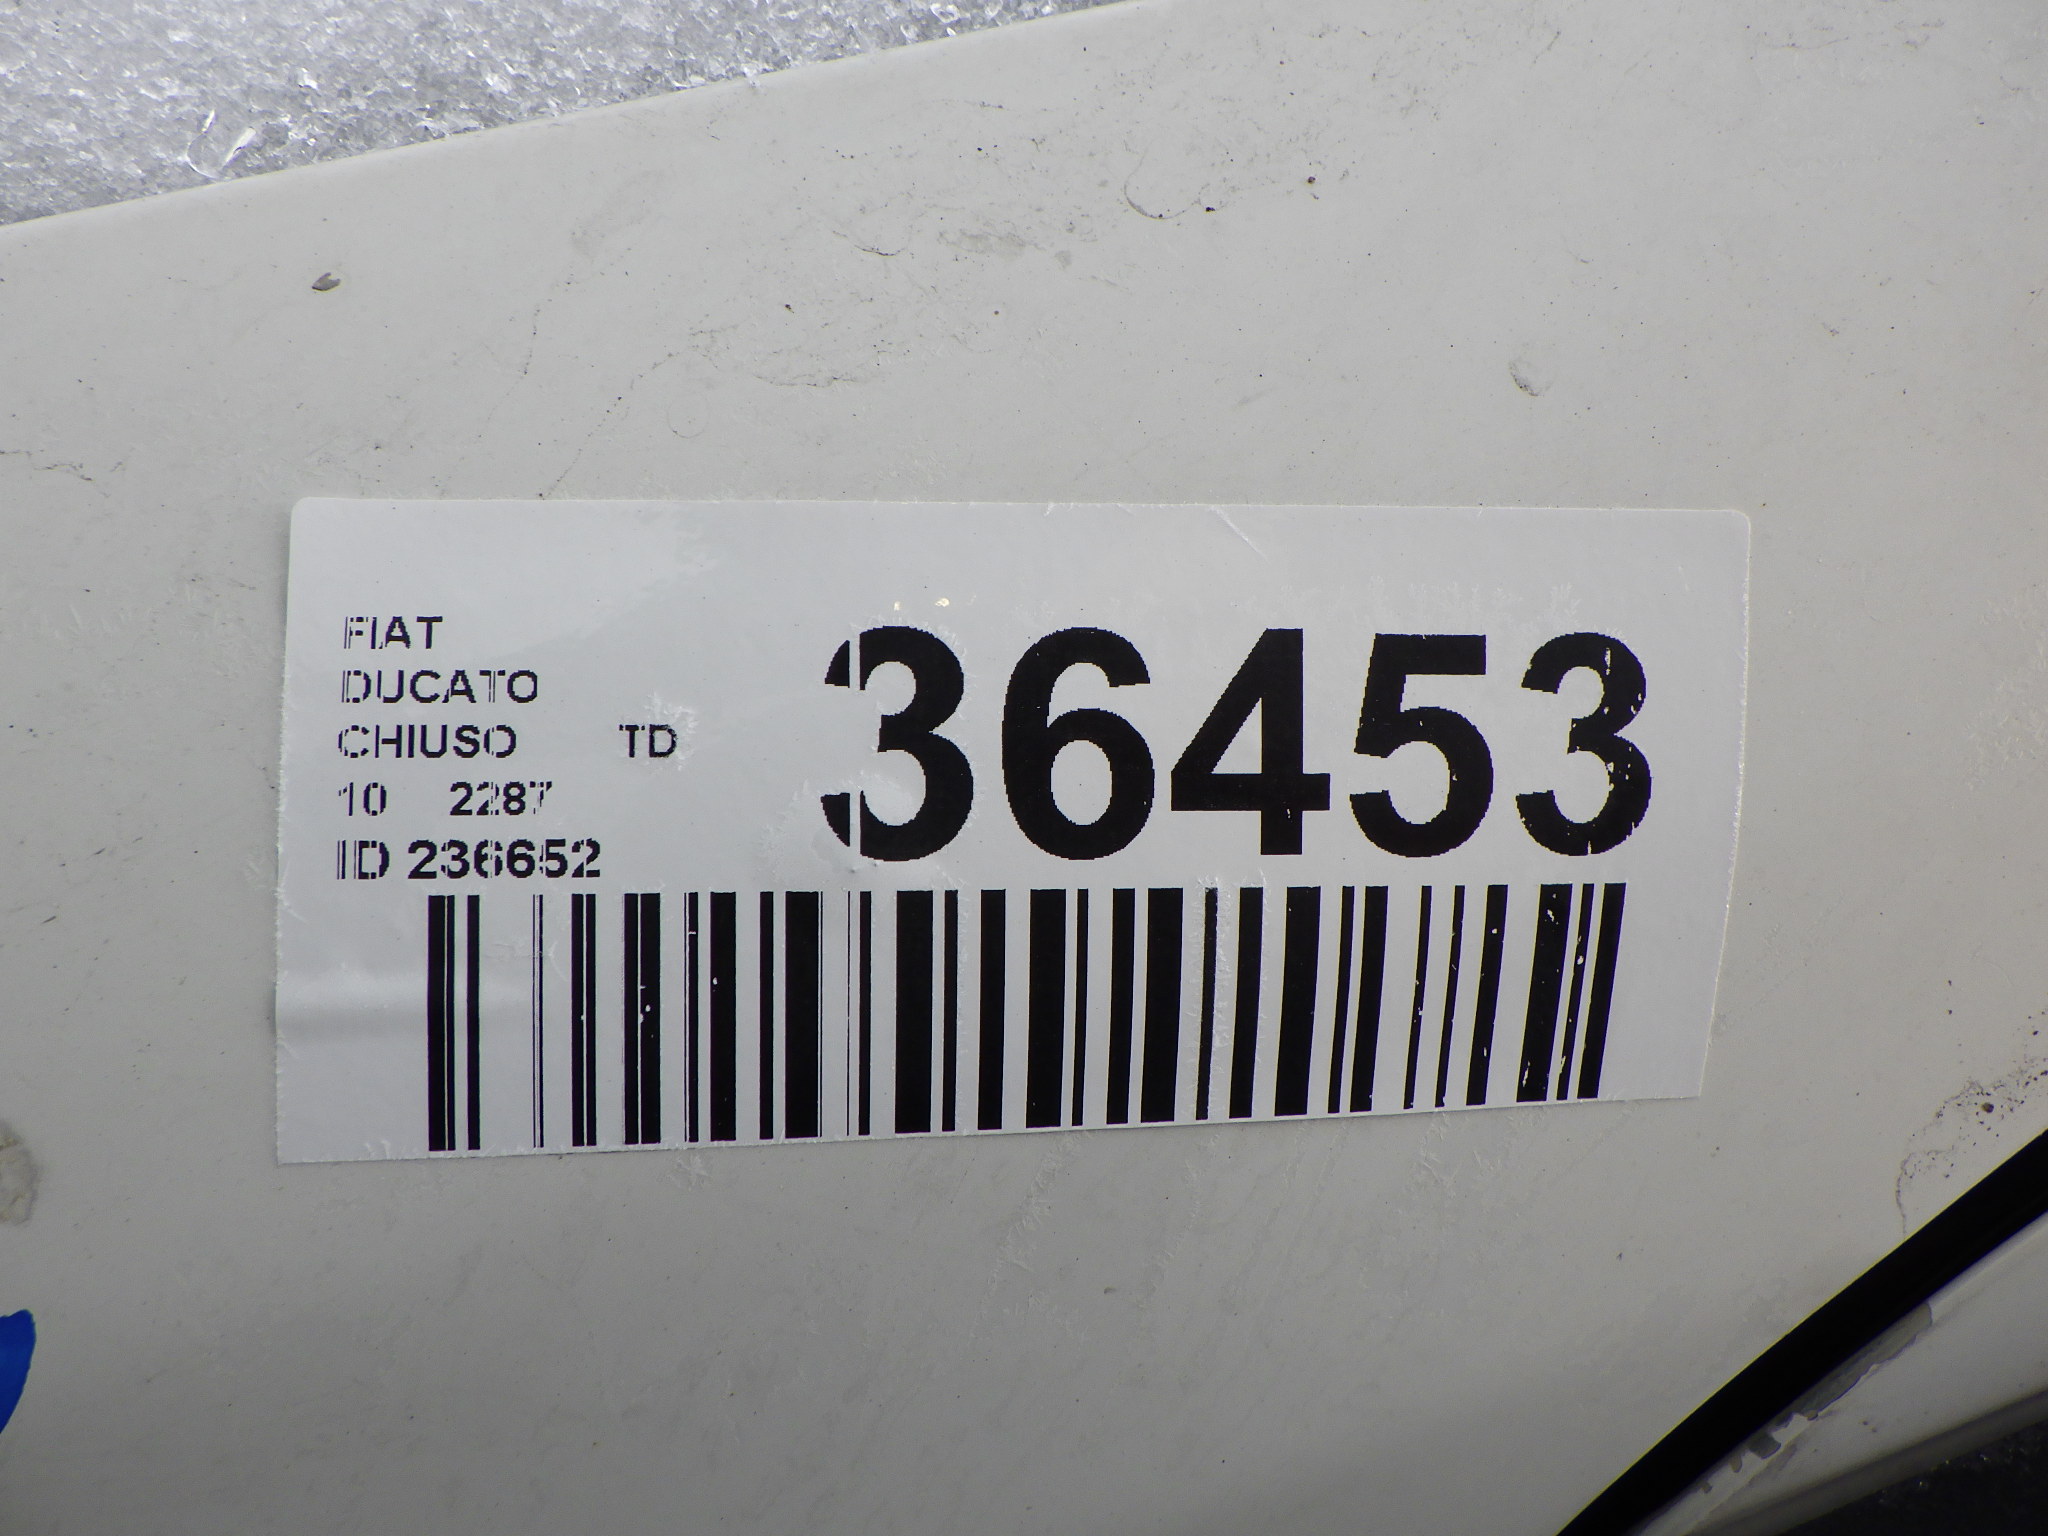 FIAT
DUCATO
CHIUSO TD
10 2287
ID 236652
36453